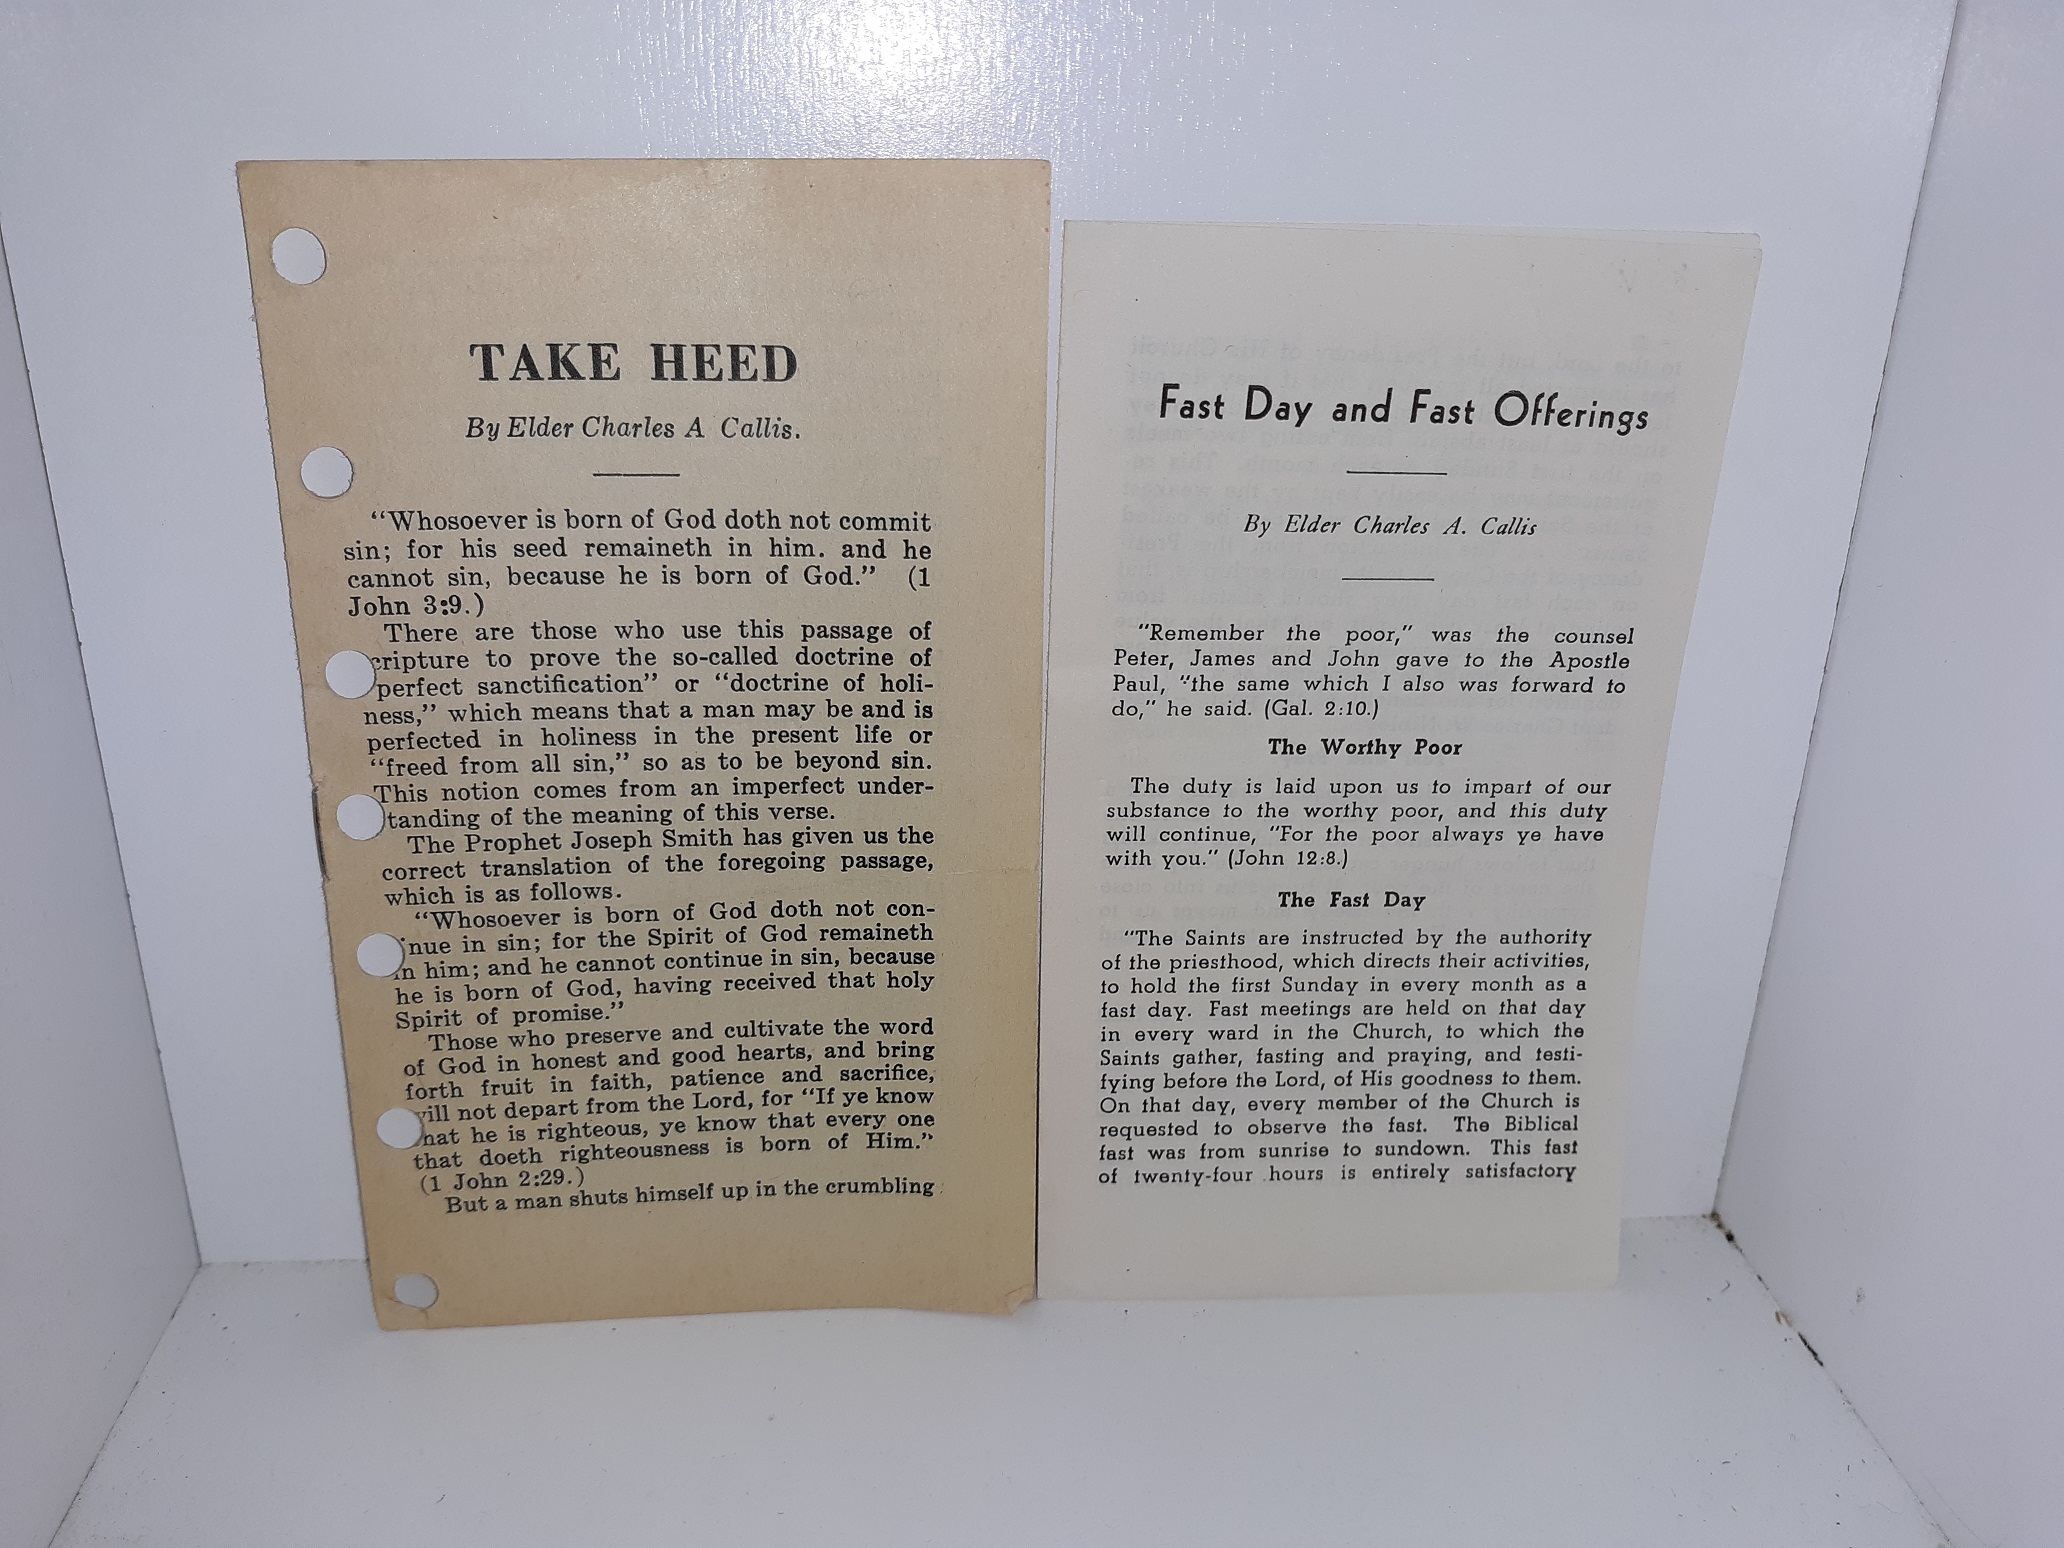 TAKE HEED
By Elder Charles A Callis.
"Whosoever is born of God doth not commit
sin; for his seed remaineth in him. and he
cannot sin, because he is born of God." (1
John 3:9.)
There are those who use this passage of
cripture to prove the so-called doctrine of
perfect sanctification" or "doctrine of holi-
ness," which means that a man may be and is
perfected in holiness in the present life or
"freed from all sin," so as to be beyond sin.
This notion comes from an imperfect under-
tanding of the meaning of this verse.
The Prophet Joseph Smith has given us the
correct translation of the foregoing passage,
which is as follows.
"Whosoever is born of God doth not con-
nue in sin; for the Spirit of God remaineth
in him; and he cannot continue in sin, because
he is born of God, having received that holy
Spirit of promise."
Those who preserve and cultivate the word
of God in honest and good hearts, and bring
forth fruit in faith, patience and sacrifice,
will not depart from the Lord, for "If ye know
hat he is righteous, ye know that every one
that doeth righteousness is born of Him."
(1 John 2:29.)
But a man shuts himself up in the crumbling
Fast Day and Fast Offerings
By Elder Charles A. Callis
"Remember the poor," was the counsel
Peter, James and John gave to the Apostle
Paul, "the same which I also was forward to
do," he said. (Gal. 2:10.)
The Worthy Poor
The duty is laid upon us to impart of our
substance to the worthy poor, and this duty
will continue, "For the poor always ye have
with you." (John 12:8.)
The Fast Day
"The Saints are instructed by the authority
of the priesthood, which directs their activities,
to hold the first Sunday in every month as a
fast day. Fast meetings are held on that day
in every ward in the Church, to which the
Saints gather, fasting and praying, and testi-
fying before the Lord, of His goodness to them.
On that day, every member of the Church is
requested to observe the fast. The Biblical
fast was from sunrise to sundown. This fast
of twenty-four hours is entirely satisfactory